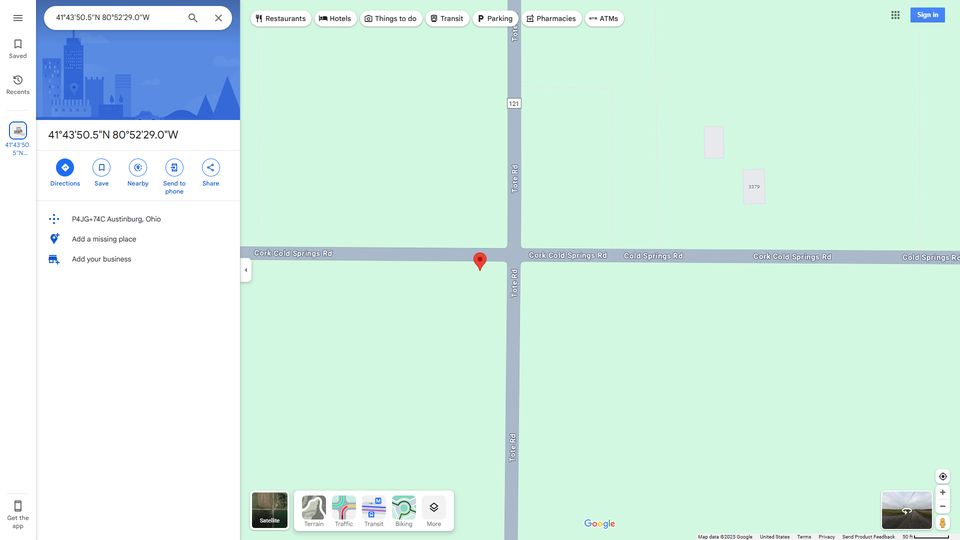 41°43'50.5"N 80°52'29.0"W
Restaurants
Hotels
Things to do
Transit
Parking
Pharmacies
ATMs
Sign in
Saved
Recents
41°43'50.
5"N...
41°43'50.5"N 80°52'29.0"W
Directions
Save
Nearby
Send to
phone
Share
P4JG+74C Austinburg, Ohio
Add a missing place
Add your business
Tote Rd
121
Tote Rd
3379
Cork Cold Springs Rd
Cork Cold Springs Rd
Cold Springs Rd
Cork Cold Springs Rd
Cold Springs Rd
Tote Rd
Tote Rd
Get the
app
Satellite
Terrain
Traffic
Transit
Biking
More
Google
Map data ©2025 Google
United States
Terms
Privacy
Send Product Feedback
50 ft